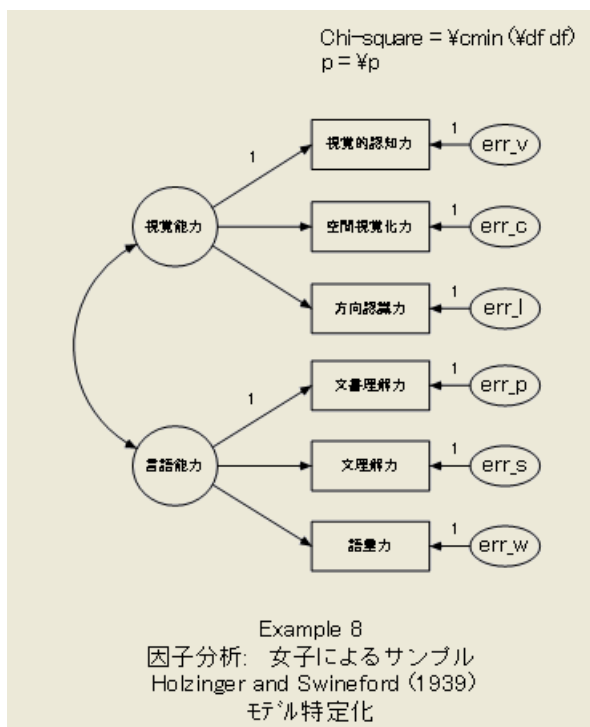 Chi-square = ¥cmin (¥df df)
p = ¥p
1
視覚的認知力
1
err_v
視覚能力
空間視覚化力
1
err_c
方向認識力
1
err_l
1
文書理解力
1
err_p
言語能力
文理解力
1
err_s
語彙力
1
err_w
Example 8
因子分析: 女子によるサンプル
Holzinger and Swineford (1939)
モデル特定化